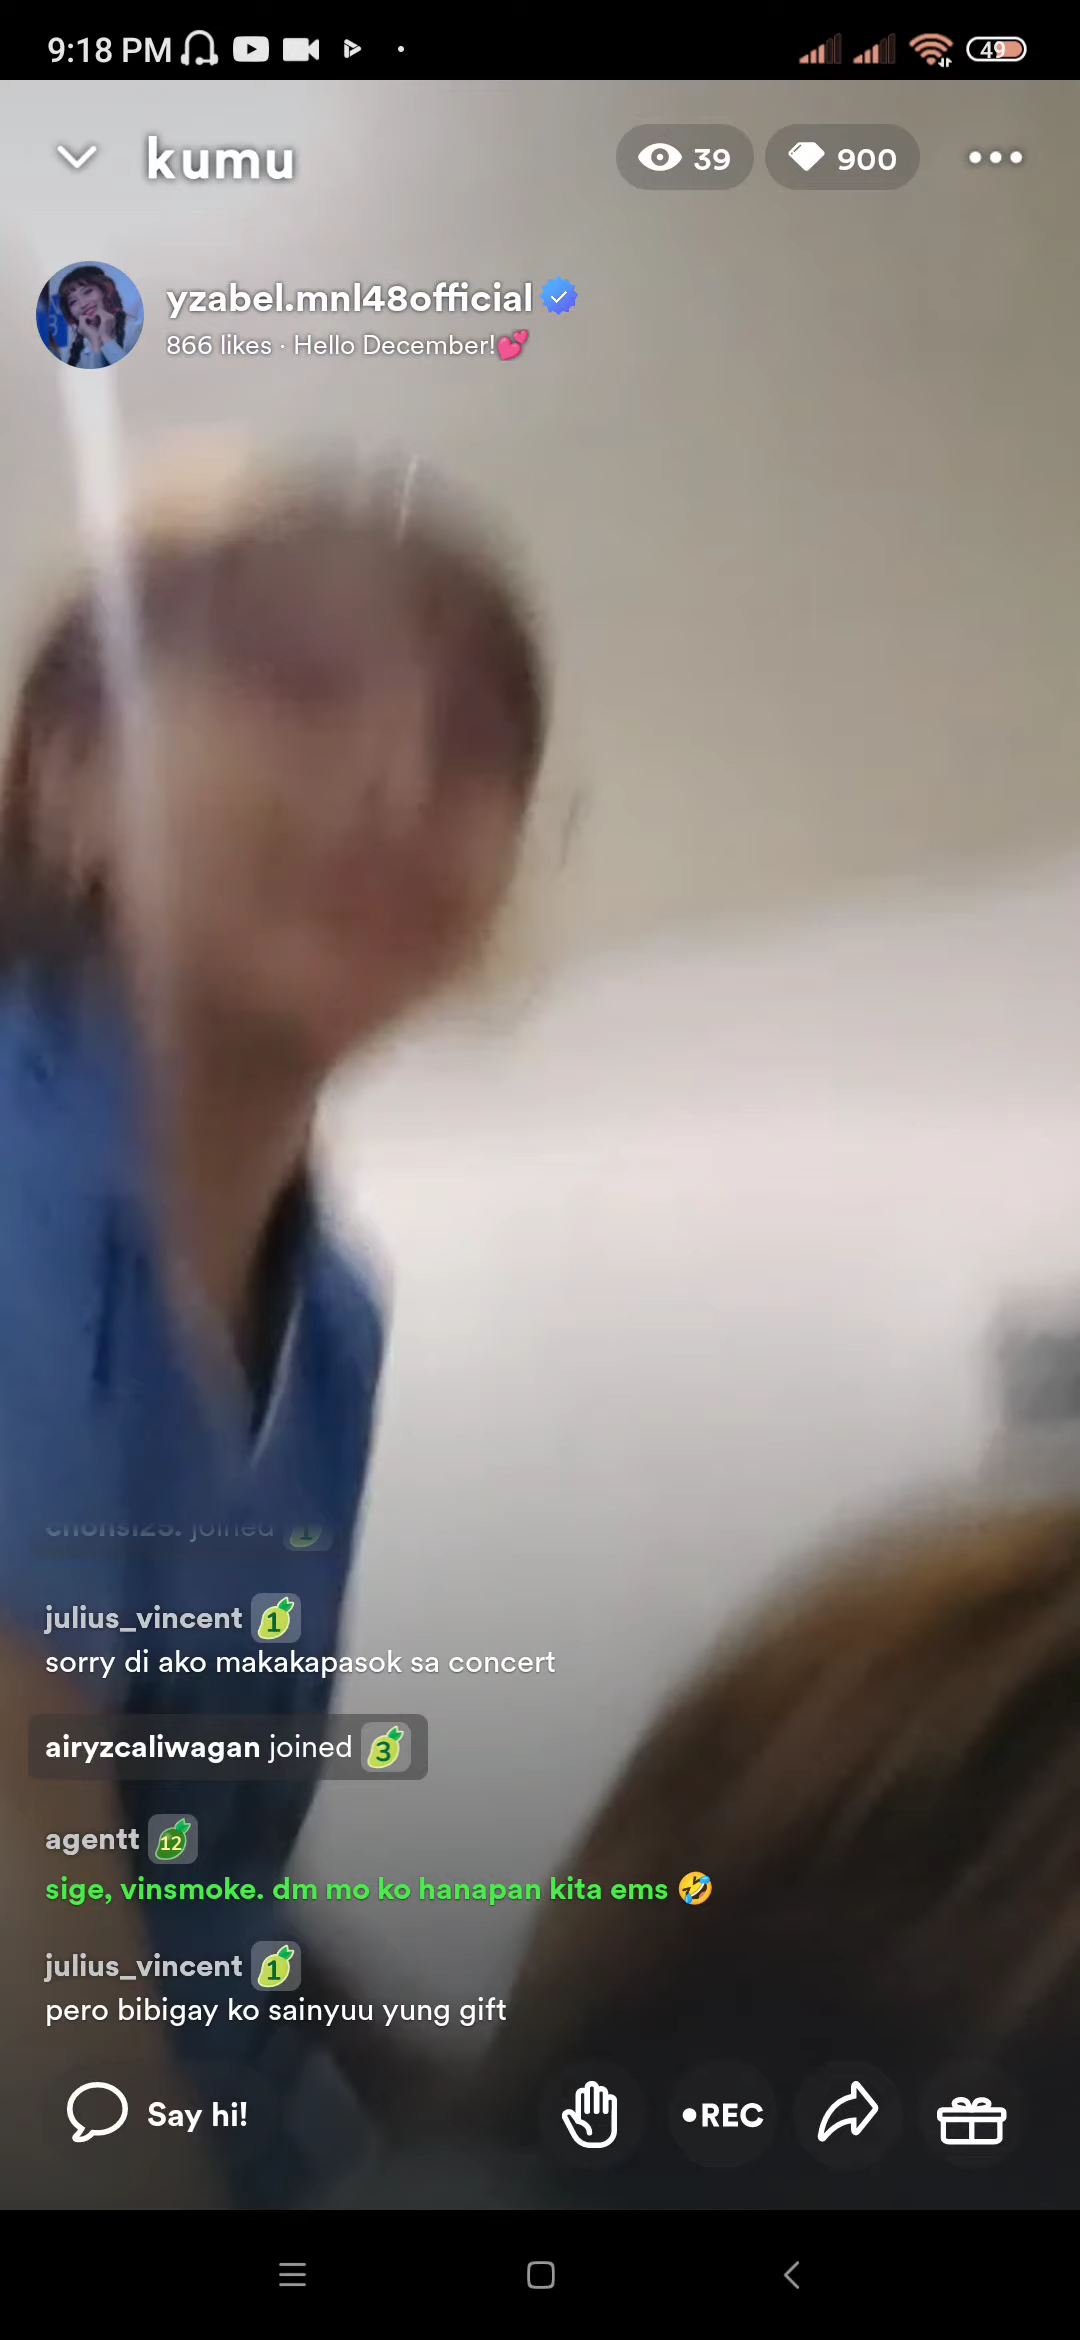 9:18 PM
49
kumu
39
900
yzabel.mnl48official
866 likes · Hello December!💕
joined 1
julius_vincent 1
sorry di ako makakapasok sa concert
airyzcaliwagan joined 3
agentt 12
sige, vinsmoke. dm mo ko hanapan kita ems 🤣
julius_vincent 1
pero bibigay ko sainyuu yung gift
Say hi!
•REC